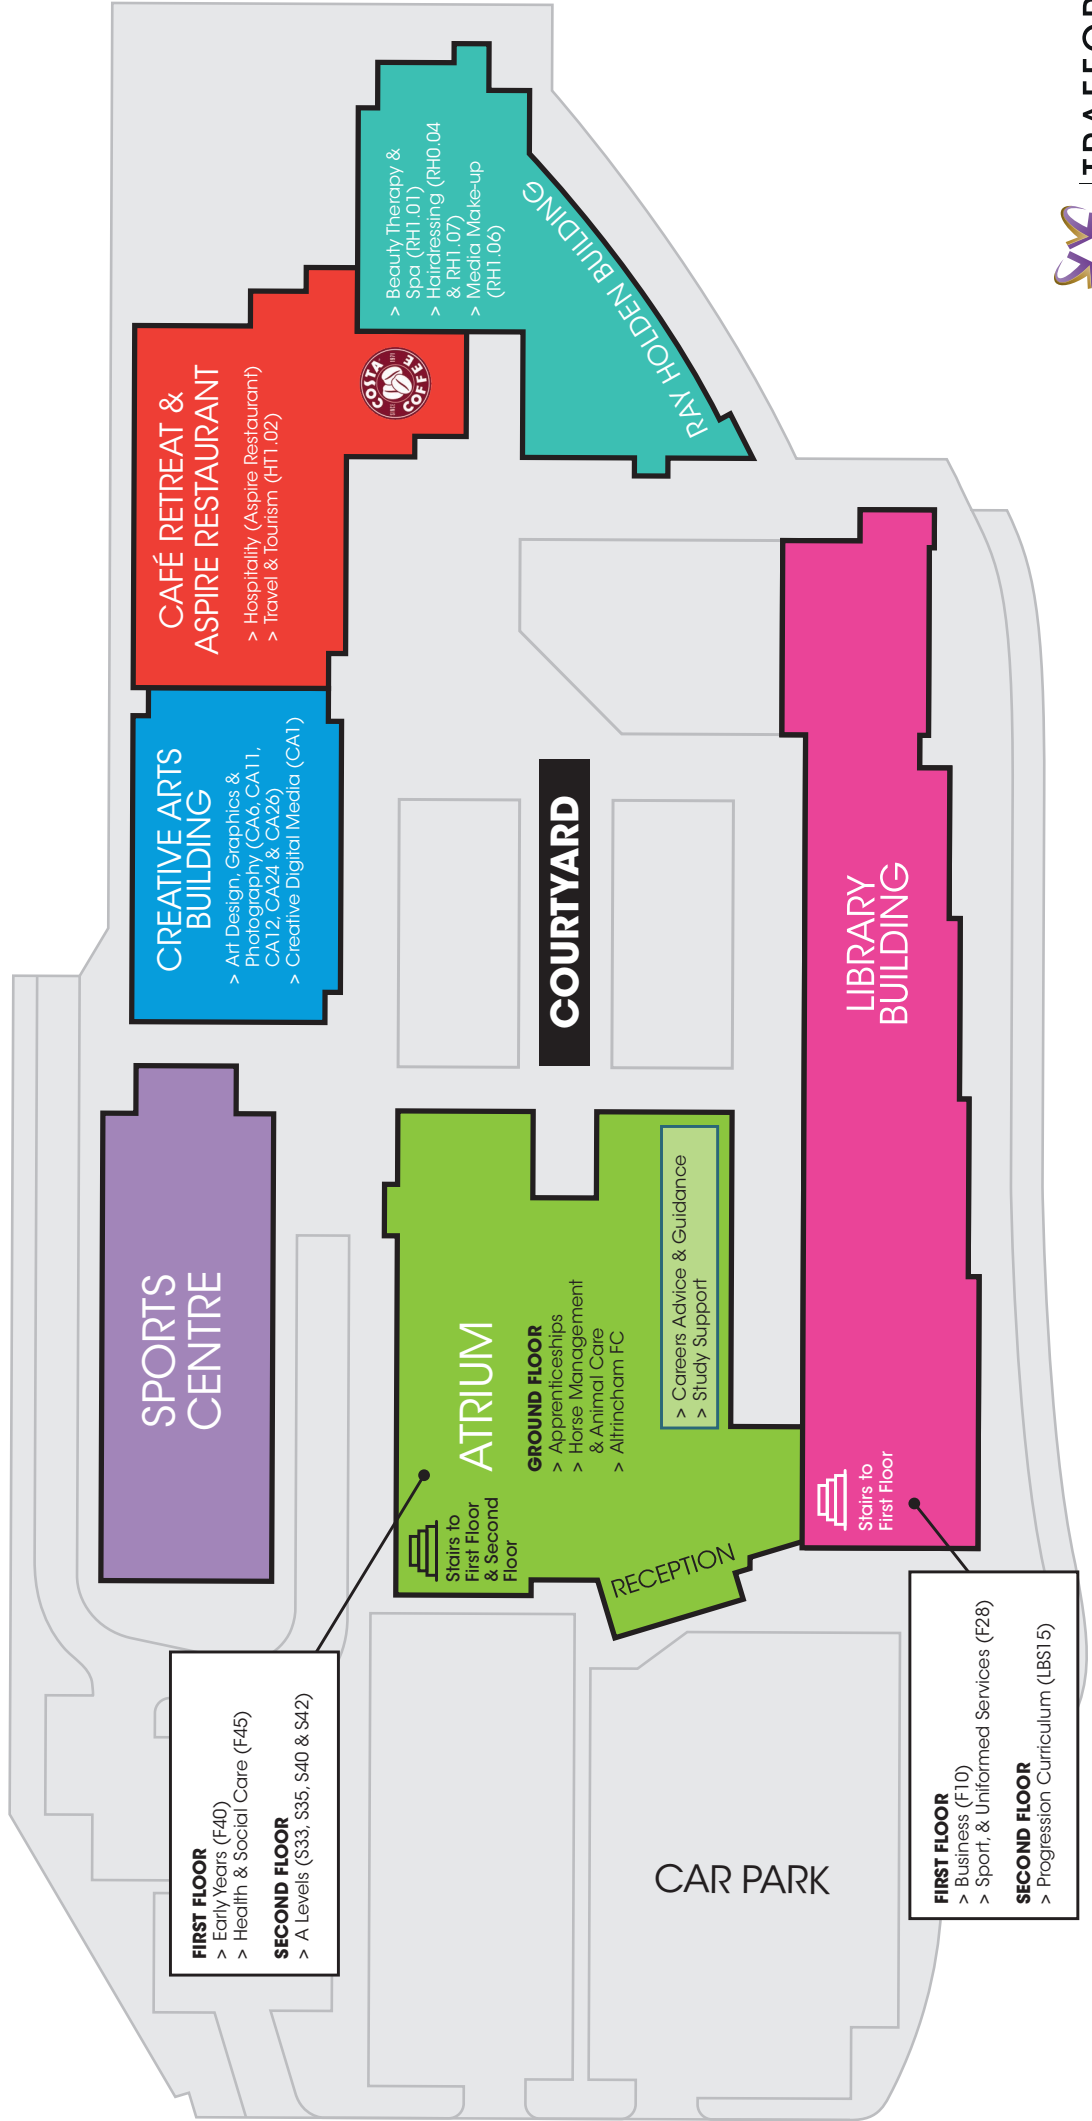 SPORTS
CENTRE
CREATIVE ARTS
BUILDING
> Art Design, Graphics &
Photography (CA6, CA11,
CA12, CA24 & CA26)
> Creative Digital Media (CA1)
CAFÉ RETREAT &
ASPIRE RESTAURANT
> Hospitality (Aspire Restaurant)
> Travel & Tourism (HT1.02)
COSTA
COFFEE
> Beauty Therapy &
Spa (RH1.01)
> Hairdressing (RH0.04
& RH1.07)
> Media Make-up
(RH1.06)
RAY HOLDEN BUILDING
FIRST FLOOR
> Early Years (F40)
> Health & Social Care (F45)
SECOND FLOOR
> A Levels (S33, S35, S40 & S42)
Stairs to
First Floor
& Second
Floor
ATRIUM
GROUND FLOOR
> Apprenticeships
> Horse Management
& Animal Care
> Altrincham FC
> Careers Advice & Guidance
> Study Support
RECEPTION
COURTYARD
CAR PARK
LIBRARY
BUILDING
Stairs to
First Floor
FIRST FLOOR
> Business (F10)
> Sport, & Uniformed Services (F28)
SECOND FLOOR
> Progression Curriculum (LBS15)